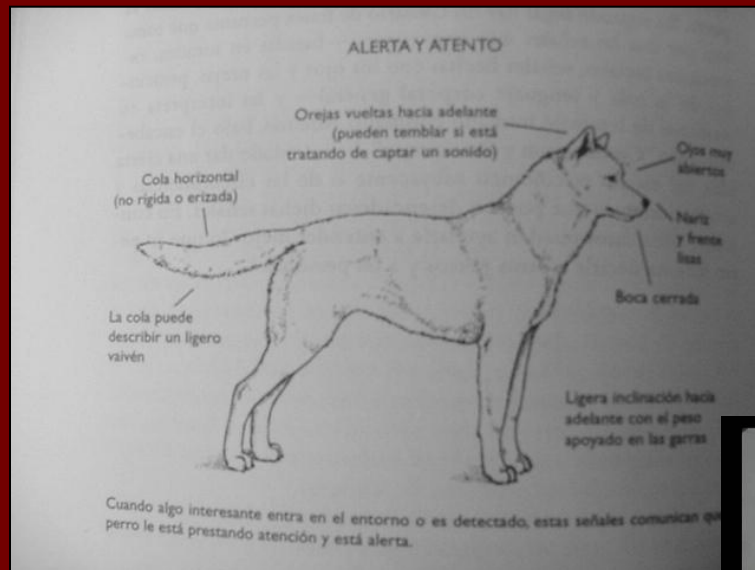 ALERTA Y ATENTO
Orejas vueltas hacia adelante
(pueden temblar si está
tratando de captar un sonido)
Ojos muy
abiertos
Cola horizontal
(no rígida o erizada)
Nariz
y frente
lisas
Boca cerrada
La cola puede
describir un ligero
vaivén
Ligera inclinación hacia
adelante con el peso
apoyado en las garras
Cuando algo interesante entra en el entorno o es detectado, estas señales comunican que
perro le está prestando atención y está alerta.